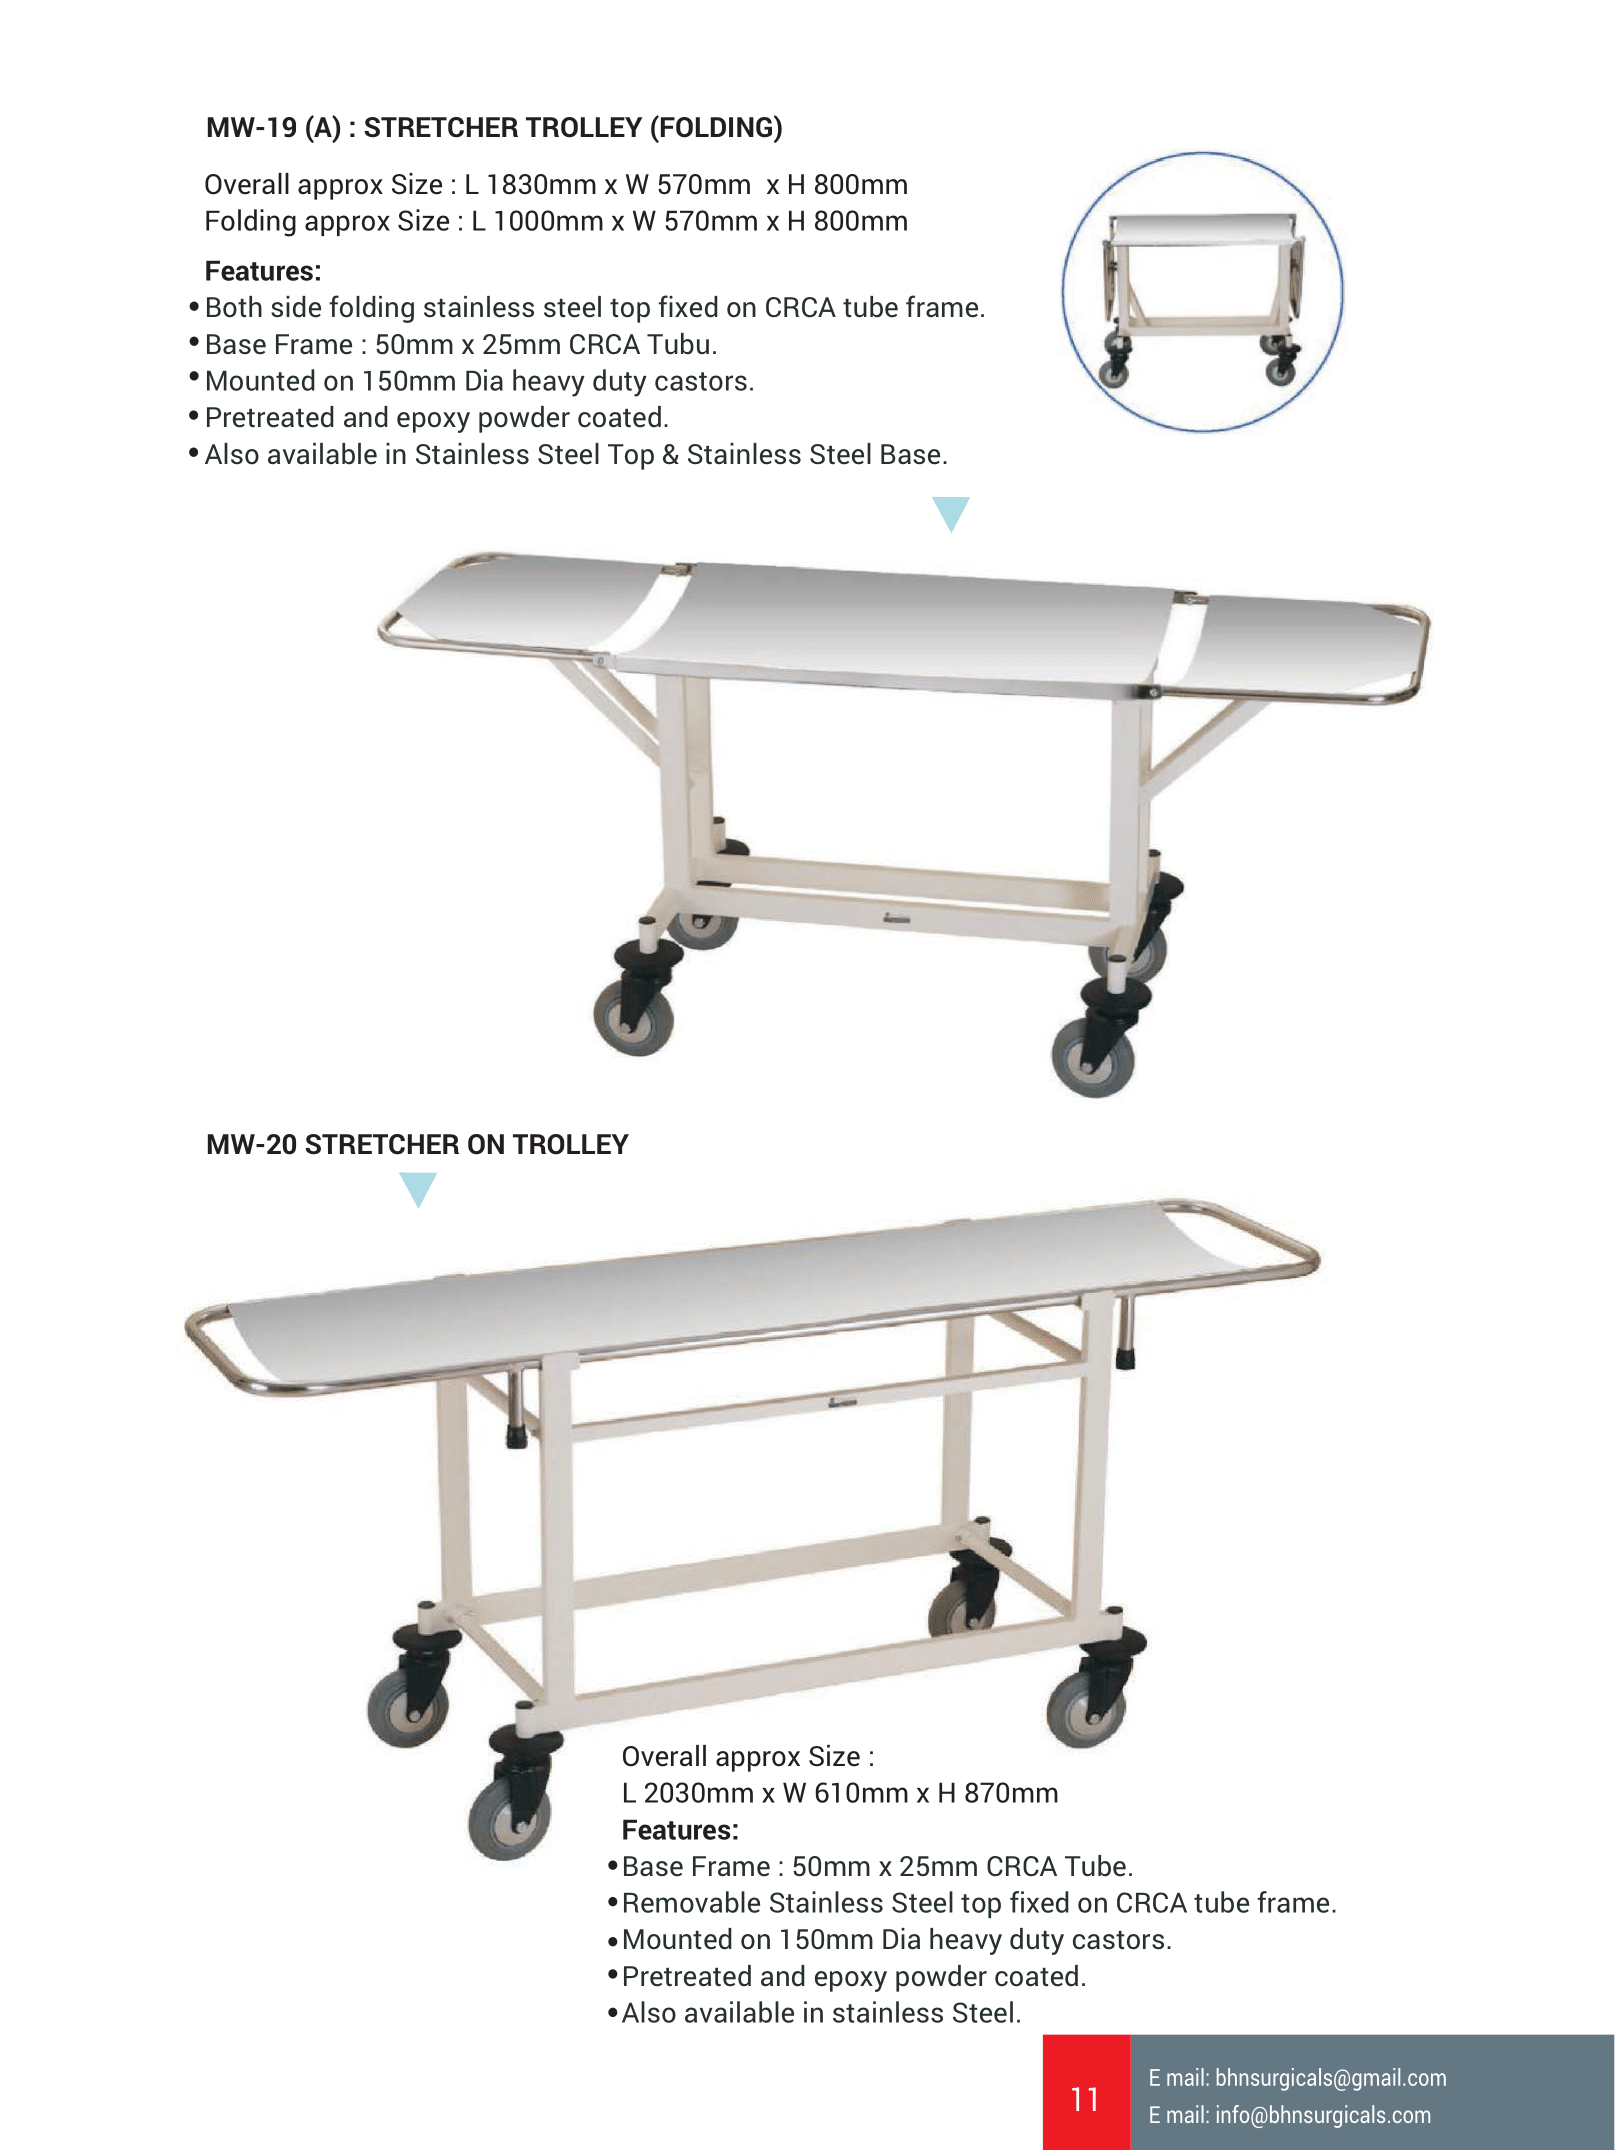 MW-19 (A) : STRETCHER TROLLEY (FOLDING)
Overall approx Size : L 1830mm x W 570mm x H 800mm
Folding approx Size : L 1000mm x W 570mm x H 800mm
Features:
• Both side folding stainless steel top fixed on CRCA tube frame.
• Base Frame : 50mm x 25mm CRCA Tubu.
• Mounted on 150mm Dia heavy duty castors.
• Pretreated and epoxy powder coated.
• Also available in Stainless Steel Top & Stainless Steel Base.
MW-20 STRETCHER ON TROLLEY
Overall approx Size :
L 2030mm x W 610mm x H 870mm
Features:
• Base Frame : 50mm x 25mm CRCA Tube.
• Removable Stainless Steel top fixed on CRCA tube frame.
• Mounted on 150mm Dia heavy duty castors.
• Pretreated and epoxy powder coated.
• Also available in stainless Steel.
11
E mail: bhnsurgicals@gmail.com
E mail: info@bhnsurgicals.com